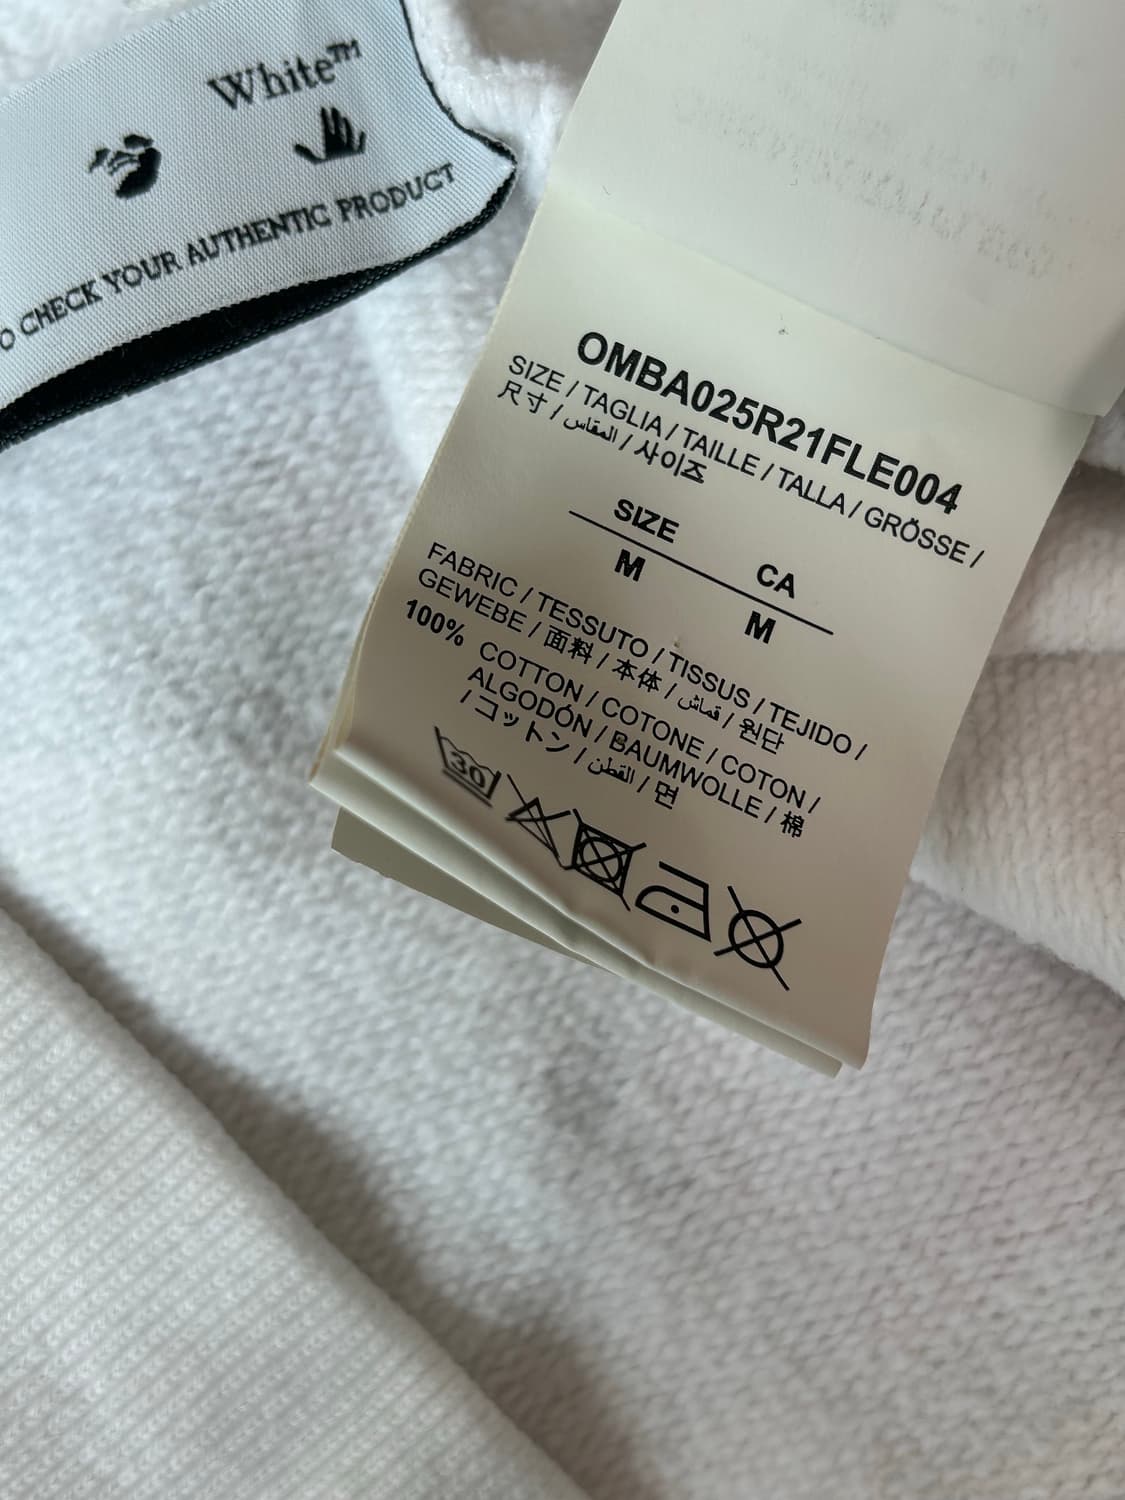 White™
O CHECK YOUR AUTHENTIC PRODUCT
OMBA025R21FLE004
SIZE / TAGLIA / TAILLE / TALLA / GRÖSSE /
尺寸 / المقاس / 사이즈
SIZE CA
M M
FABRIC / TESSUTO / TISSUS / TEJIDO /
GEWEBE / 面料 / 本体 / قماش / 원단
100% COTTON / COTONE / COTON /
ALGODÓN / BAUMWOLLE / 棉
/ コットン / القطن / 면
30